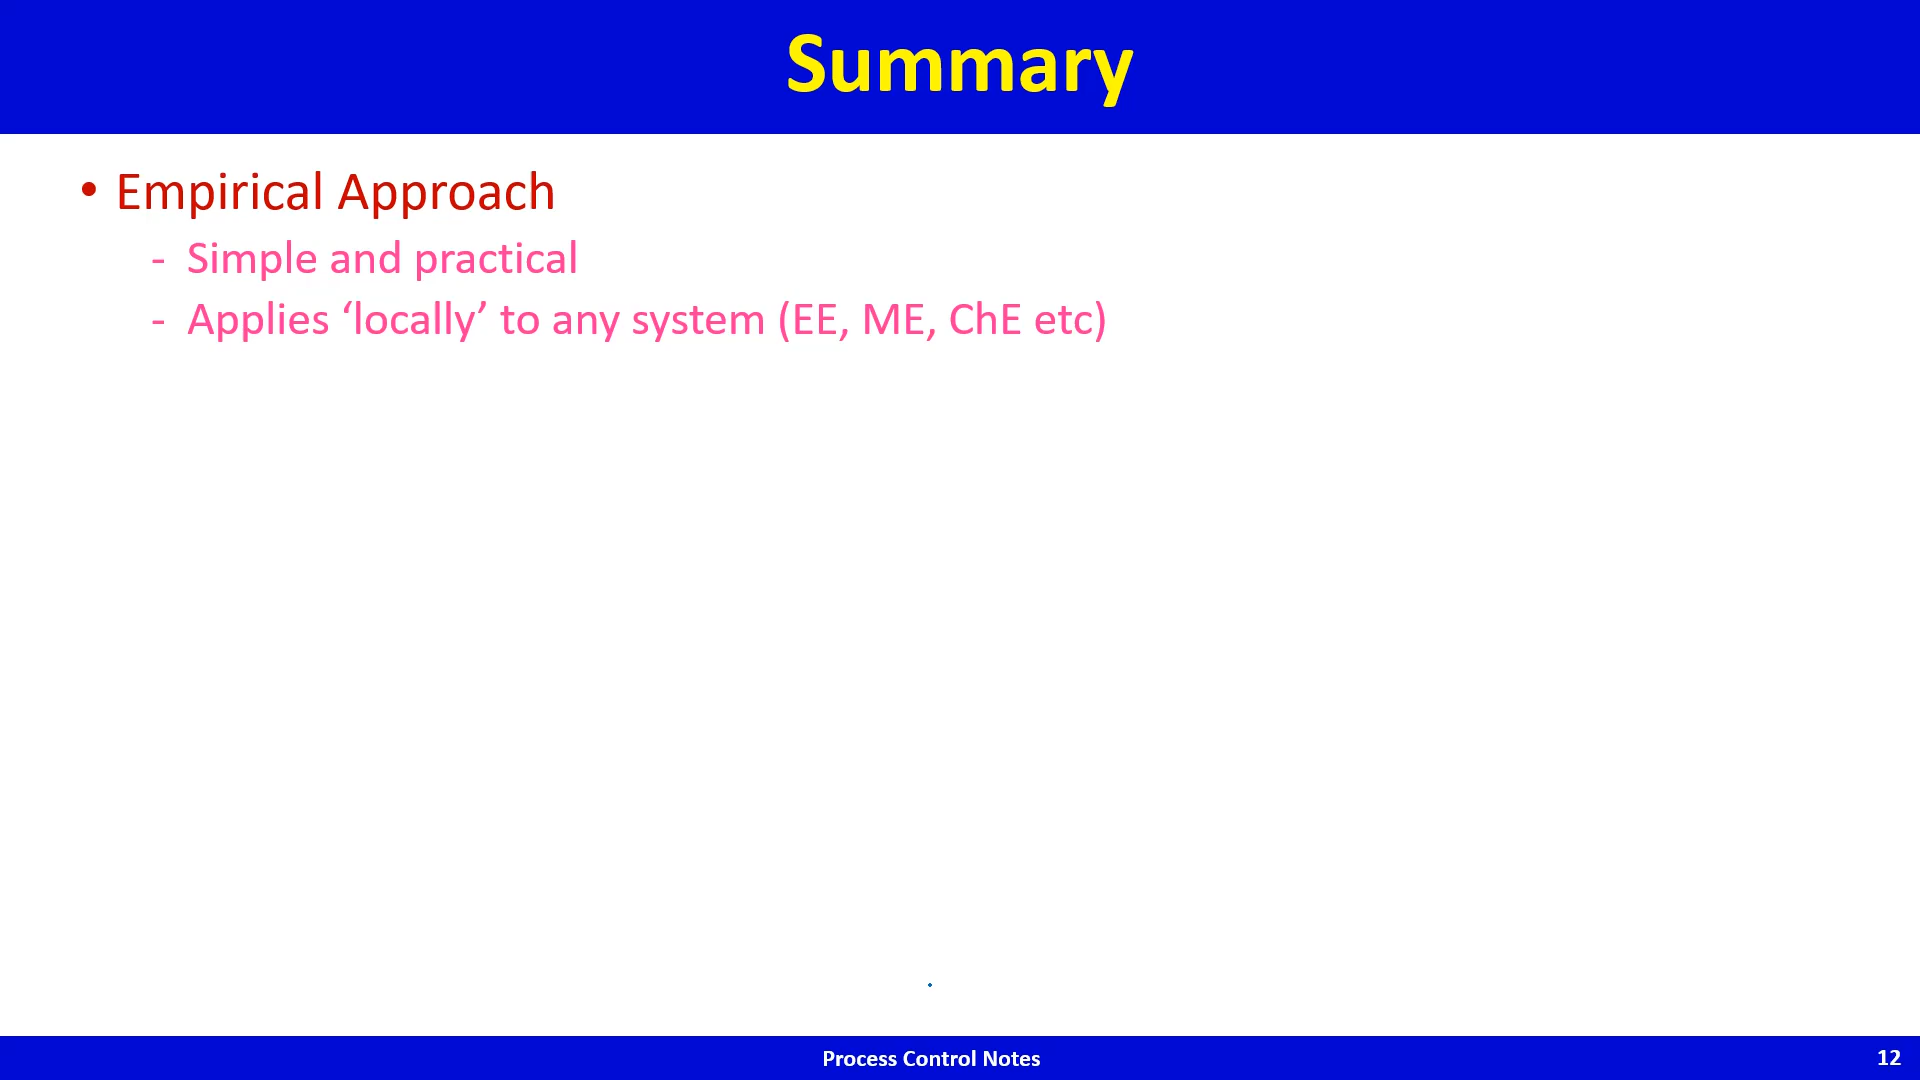 Summary
• Empirical Approach
- Simple and practical
- Applies ‘locally’ to any system (EE, ME, ChE etc)
Process Control Notes
12